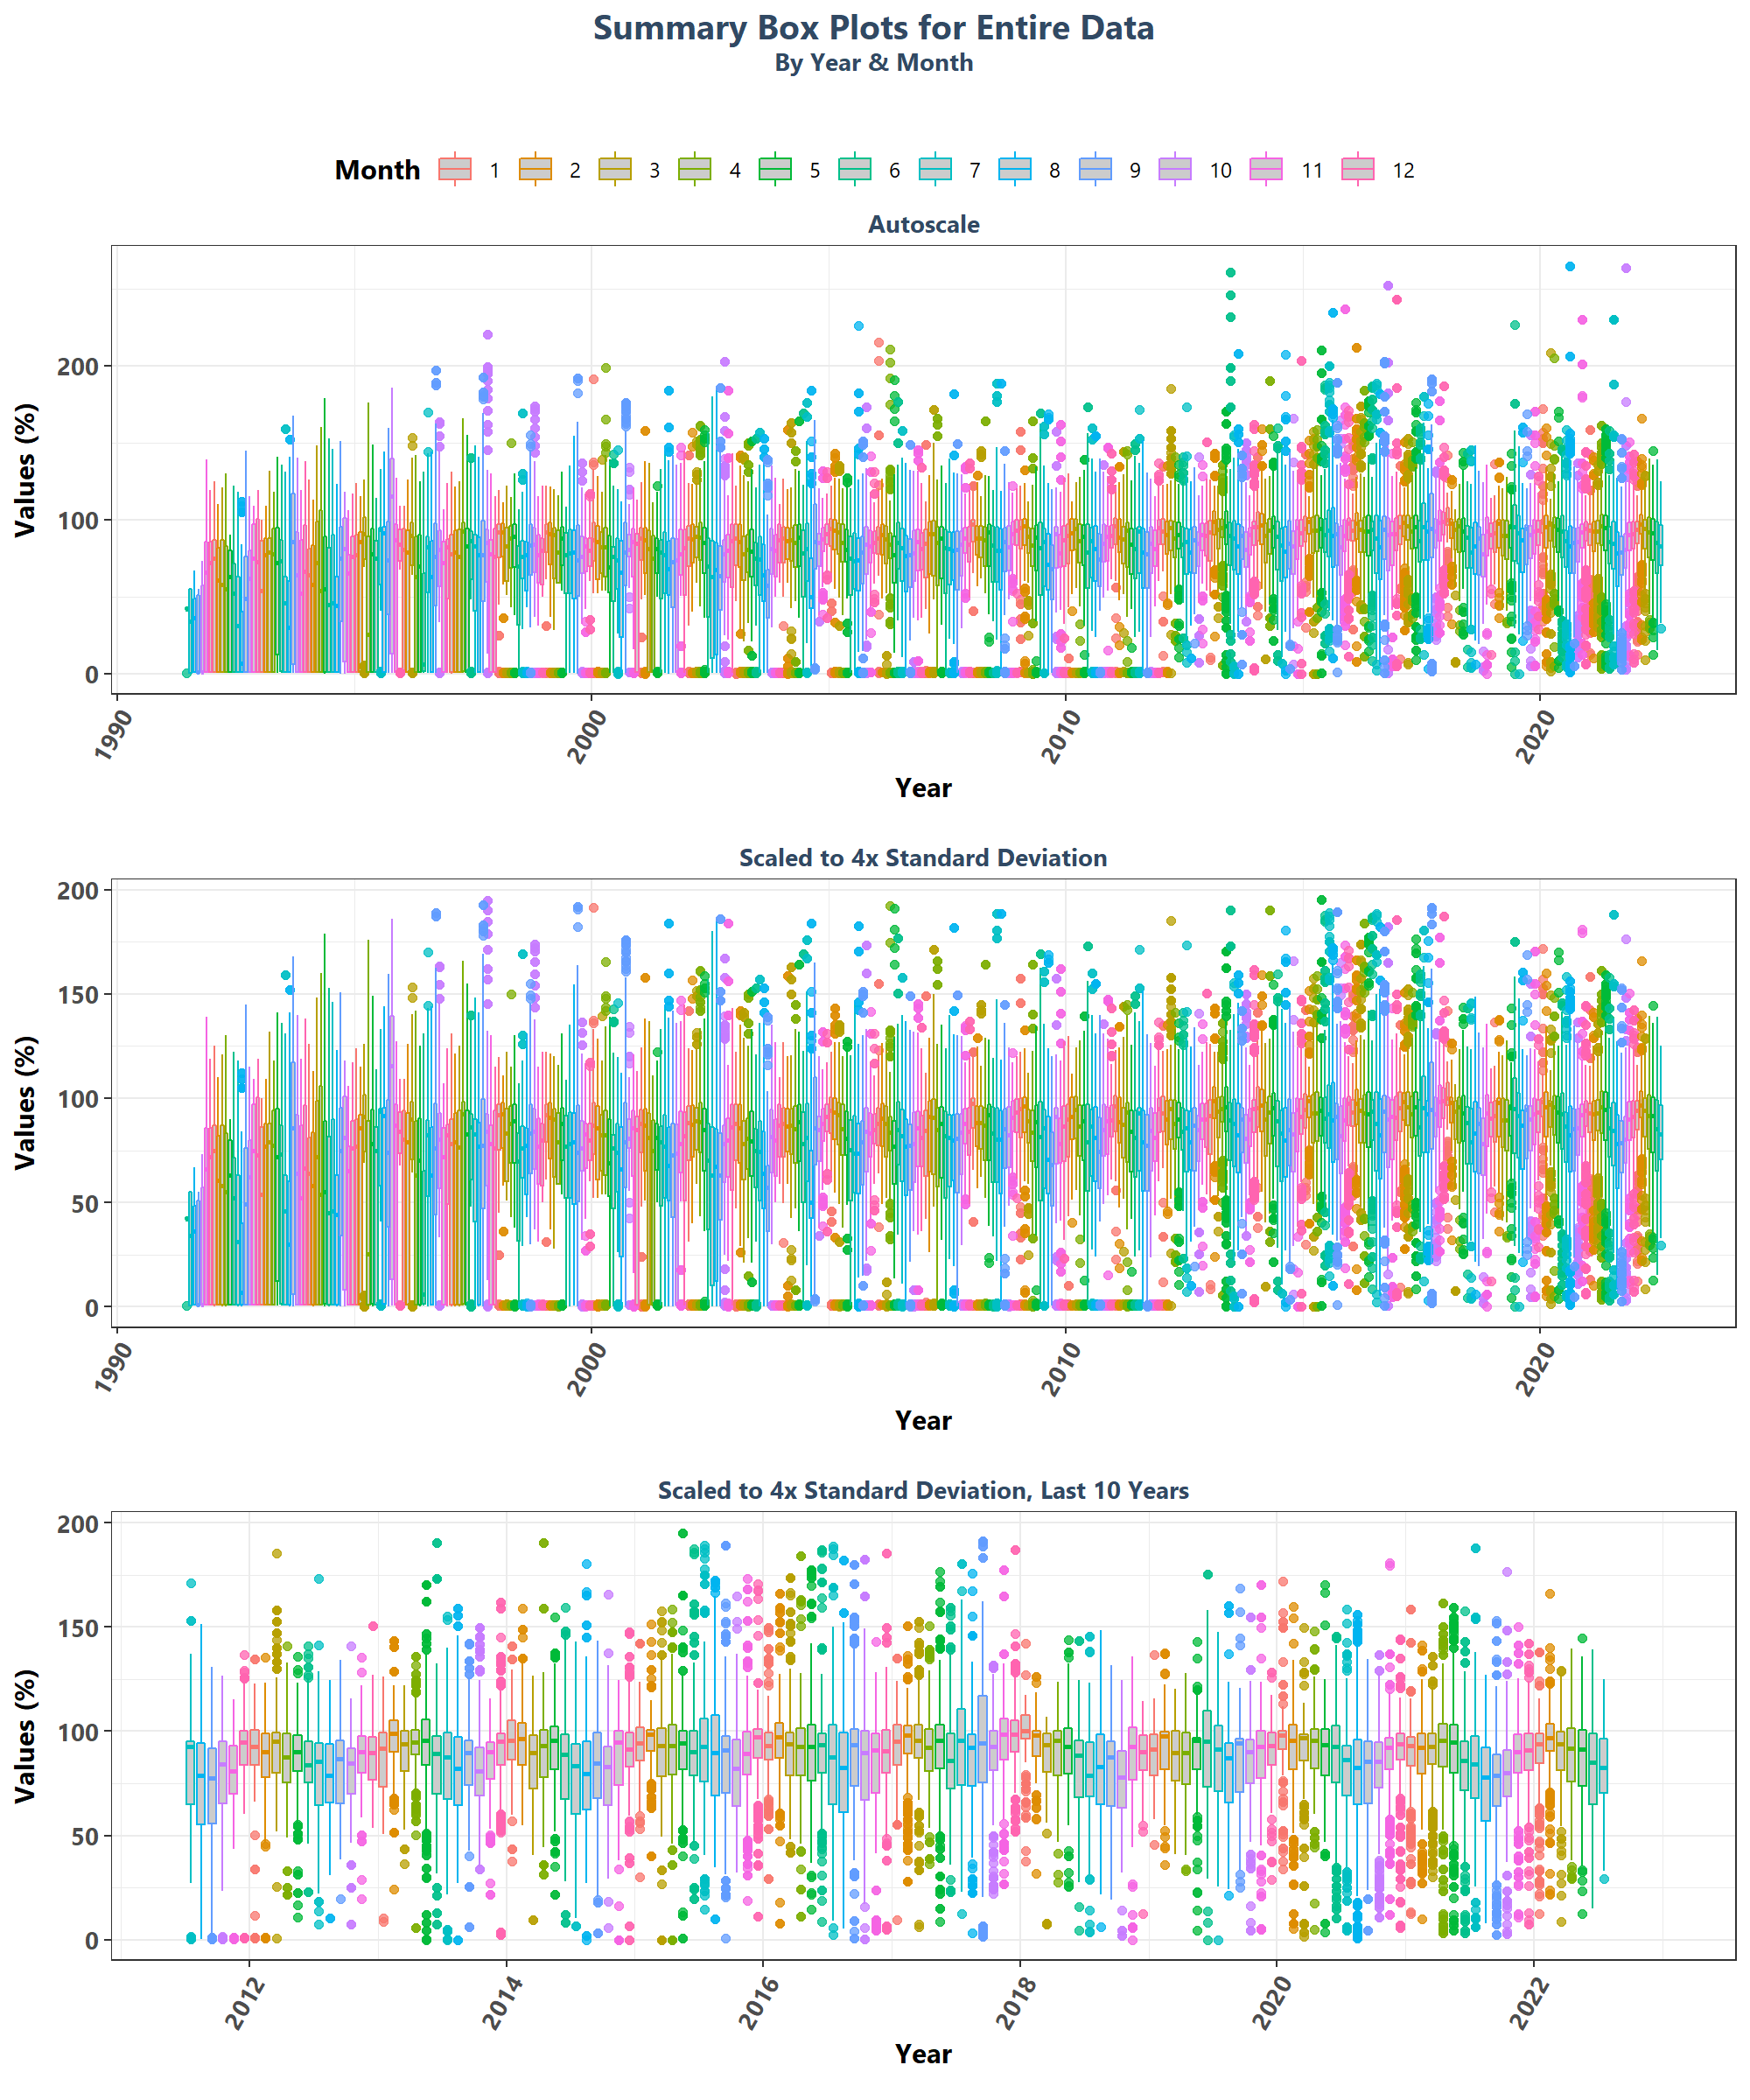 Summary Box Plots for Entire Data
By Year & Month
Month 1 2 3 4 5 6 7 8 9 10 11 12
Autoscale
Values (%)
200
100
0
1990 2000 2010 2020
Year
Scaled to 4x Standard Deviation
Values (%)
200
150
100
50
0
1990 2000 2010 2020
Year
Scaled to 4x Standard Deviation, Last 10 Years
Values (%)
200
150
100
50
0
2012 2014 2016 2018 2020 2022
Year